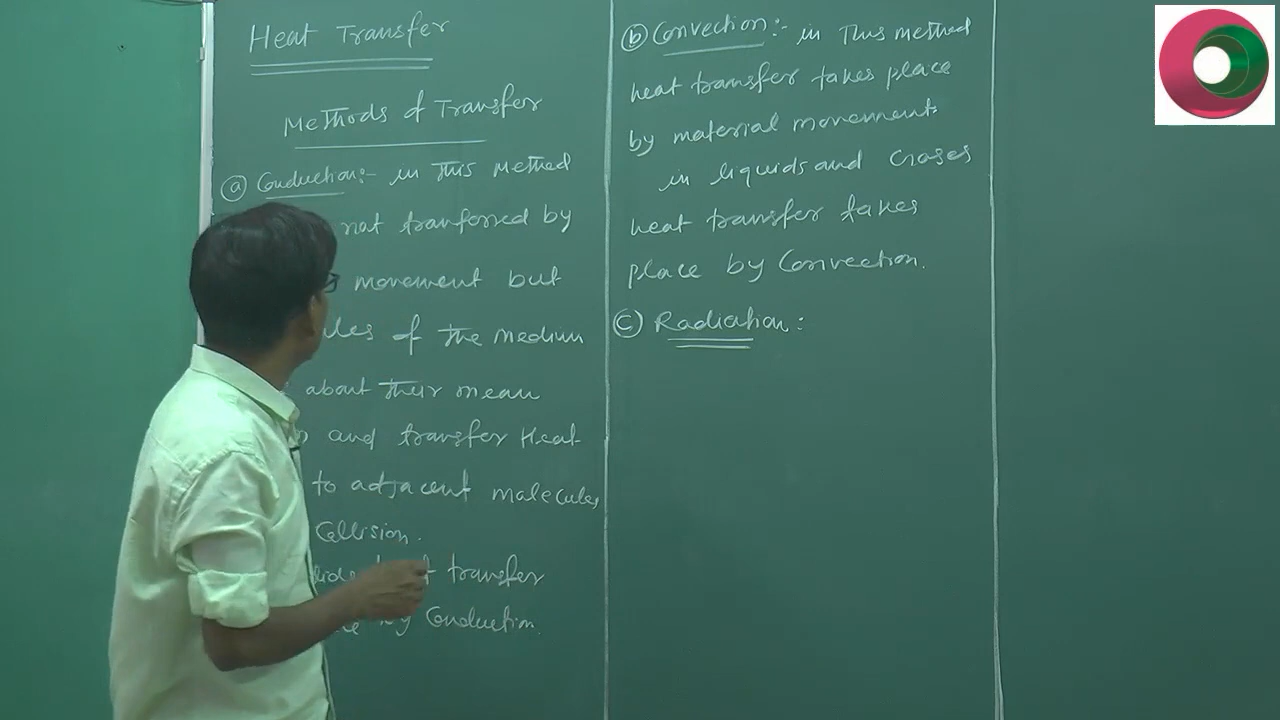 Heat Transfer
Methods of Transfer
(a) Conduction:- in This Method
not tranferred by
movement but
of the medium
about their mean
and transfer Heat
to adjacent molecules
Collision.
transfer
by Conduction.
(b) Convection:- in This method
heat transfer takes place
by material movement.
in liquids and Gases
heat transfer takes
place by Convection.
(C) Radiation: